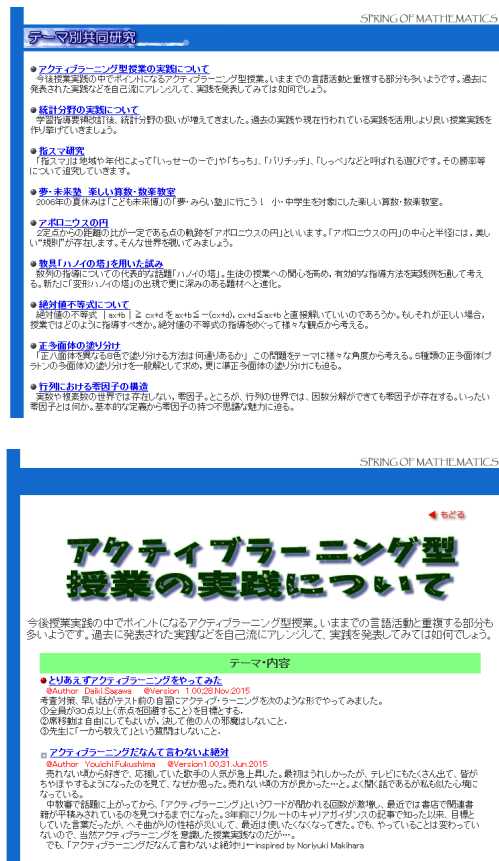 SPRING OF MATHEMATICS
テーマ別共同研究
アクティブラーニング型授業の実践について
今後授業実践の中でポイントになるアクティブラーニング型授業。いままでの言語活動と重複する部分も多いようです。過去に
発表された実践などを自己流にアレンジして、実践を発表してみては如何でしょう。
統計分野の実践について
学習指導要領改訂後、統計分野の扱いが増えてきました。過去の実践や現在行われている実践を活用しより良い授業実践を
作り挙げていきましょう。
指スマ研究
「指スマ」は地域や年代によって「いっせーのーで」や「ちっち」、「バリチッチ」、「しっぺ」などと呼ばれる遊びです。その勝率等
について追究していきます。
夢・未来塾 楽しい算数・数楽教室
2006年の夏休みは「こども未来博」の「夢・みらい塾」に行こう！ 小・中学生を対象にした楽しい算数・数楽教室。
アポロニウスの円
2定点からの距離の比が一定である点の軌跡を「アポロニウスの円」といいます。「アポロニウスの円」の中心と半径には，美し
い“規則”が存在します。そんな世界を覗いてみましょう。
教具「ハノイの塔」を用いた試み
数列の指導についての代表的な話題「ハノイの塔」。生徒の授業への関心を高め，有効的な指導方法を実践例を通して考え
る。新たに「変形ハノイの塔」の出現で更に深みのある題材へと進化。
絶対値不等式について
絶対値の不等式 |ax+b| ≧ cx+d を ax+b≦－(cx+d), cx+d≦ax+b と直接解いていいのであろうか。もしそれが正しい場合，
授業ではどのように指導すべきか。絶対値の不等式の指導をめぐって様々な観点から考える。
正多面体の塗り分け
「正八面体を異なる8色で塗り分ける方法は何通りあるか」 この問題をテーマに様々な角度から考える。5種類の正多面体(プ
ラトンの多面体)の塗り分けを一般解として求め，更に準正多面体の塗り分けにも迫る。
行列における零因子の構造
実数や複素数の世界では存在しない，零因子。ところが，行列の世界では，因数分解ができても零因子が存在する。いったい
零因子とは何か。基本的な定義から零因子の持つ不思議な魅力に迫る。
SPRING OF MATHEMATICS
もどる
アクティブラーニング型
授業の実践について
今後授業実践の中でポイントになるアクティブラーニング型授業。いままでの言語活動と重複する部分も
多いようです。過去に発表された実践などを自己流にアレンジして、実践を発表してみては如何でしょう。
テーマ・内容
とりあえずアクティブラーニングをやってみた
@Author Daiki.Sagawa @Version 1.00;28.Nov.2015
考査対策、早い話がテスト前の自習にアクティブ・ラーニングを次のような形でやってみました。
①全員が30点以上（赤点を回避すること）を目標とする．
②席移動は自由にしてもよいが，決して他の人の邪魔はしないこと．
③先生に「一から教えて」という質問はしないこと．
アクティブラーニングだなんて言わないよ絶対
@Author Youichi.Fukushima @Version1.00;31.Jun.2015
売れない頃から好きで、応援していた歌手の人気が急上昇した。最初はうれしかったが、テレビにもたくさん出て、皆が
ちやほやするようになったのを見て、なぜか思った。売れない頃の方が良かった…と。よく聞く話であるが私も似た心境に
なっている。
中教審で話題に上がってから、「アクティブラーニング」というワードが聞かれる回数が激増し、最近では書店で関連書
籍が平積みされているのを見つけるまでになった。3年前にリクルートのキャリアガイダンスの記事で知った以来、目標と
していた言葉だったが、へそ曲がりの性格が災いして、最近は使いたくなくなってきた。でも、やっていることは変わってい
ないので、当然アクティブラーニングを意識した授業実践なのだが…。
でも、「アクティブラーニングだなんて言わないよ絶対!!」←inspired by Noriyuki Makihara